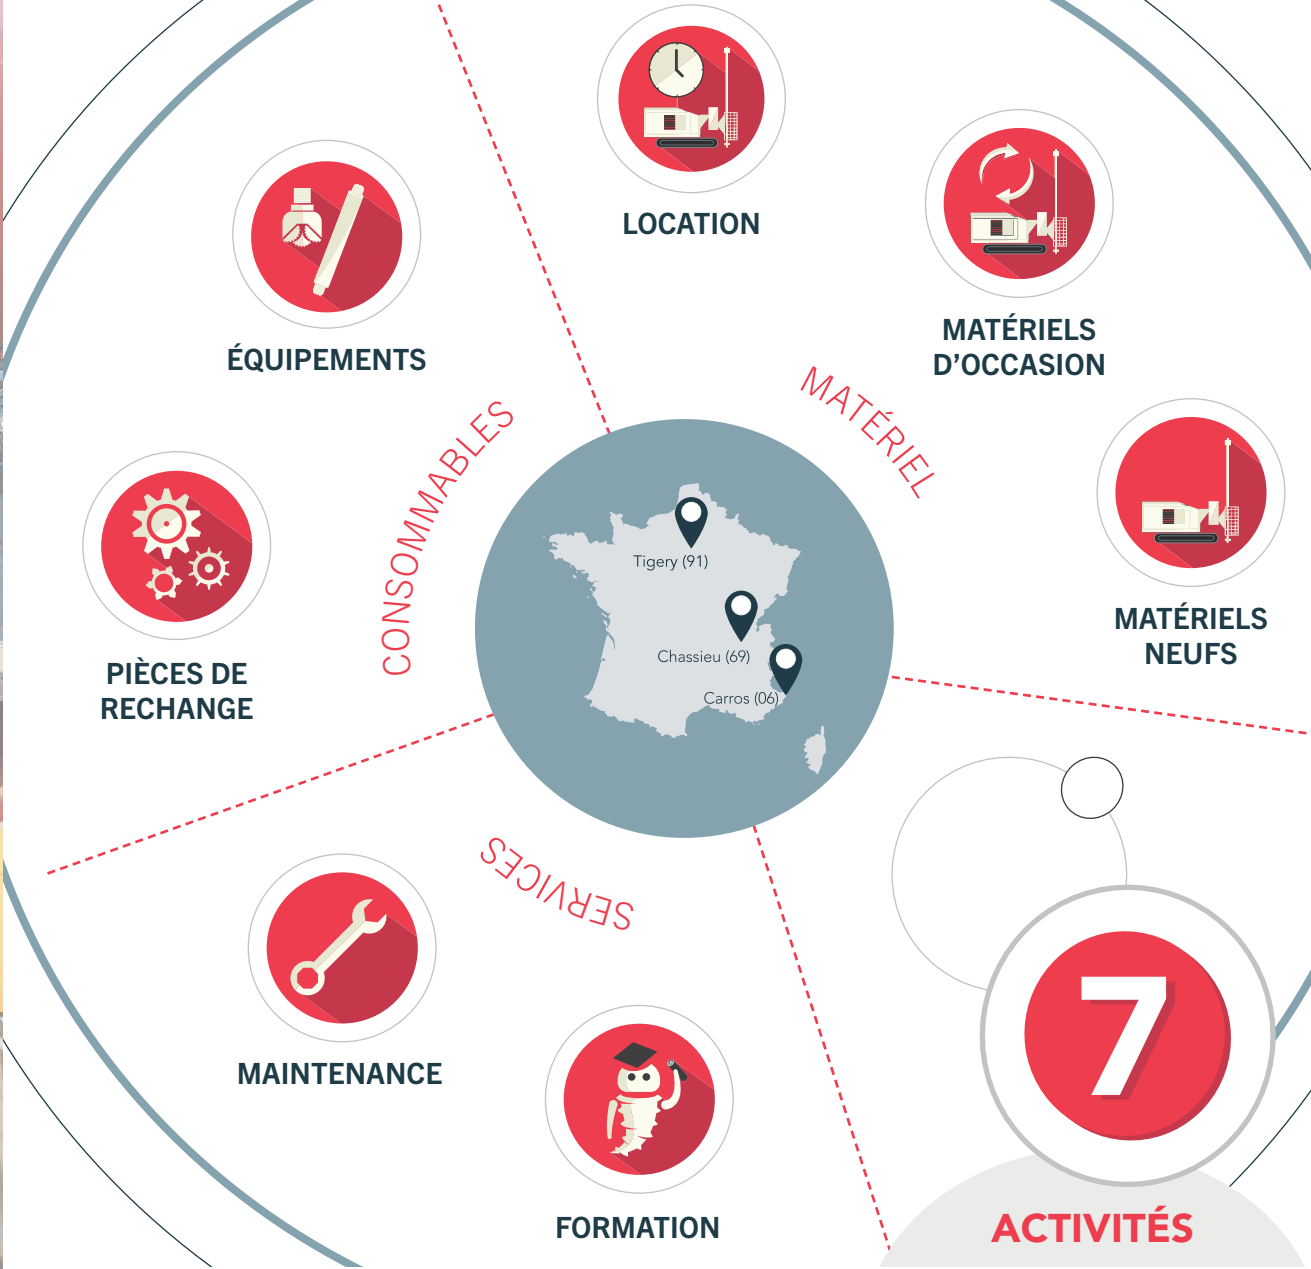 LOCATION
MATÉRIELS
D'OCCASION
ÉQUIPEMENTS
MATÉRIEL
CONSOMMABLES
MATÉRIELS
NEUFS
PIÈCES DE
RECHANGE
Tigery (91)
Chassieu (69)
Carros (06)
SERVICES
MAINTENANCE
FORMATION
7
ACTIVITÉS